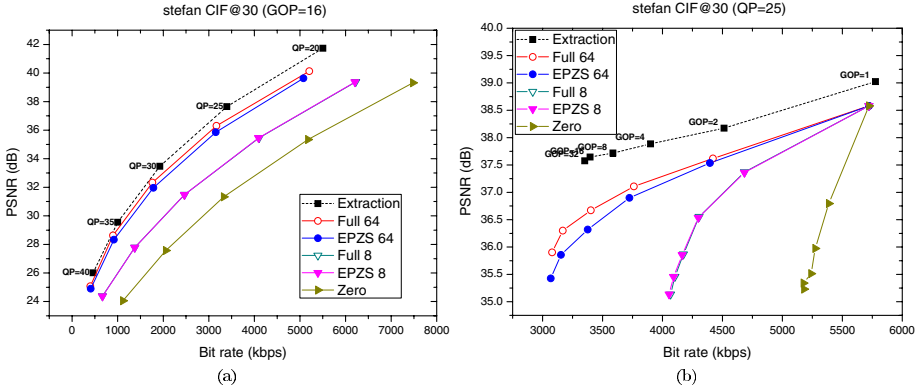 stefan CIF@30 (GOP=16)
42
40
38
36
34
32
30
28
26
24
PSNR (dB)
QP=20
QP=25
QP=30
QP=35
QP=40
Extraction
Full 64
EPZS 64
Full 8
EPZS 8
Zero
0
1000
2000
3000
4000
5000
6000
7000
8000
Bit rate (kbps)
(a)
stefan CIF@30 (QP=25)
40.0
39.5
39.0
38.5
38.0
37.5
37.0
36.5
36.0
35.5
35.0
PSNR (dB)
Extraction
Full 64
EPZS 64
Full 8
EPZS 8
Zero
GOP=1
GOP=2
GOP=4
GOP=8
GOP=16
GOP=32
3000
3500
4000
4500
5000
5500
6000
Bit rate (kbps)
(b)